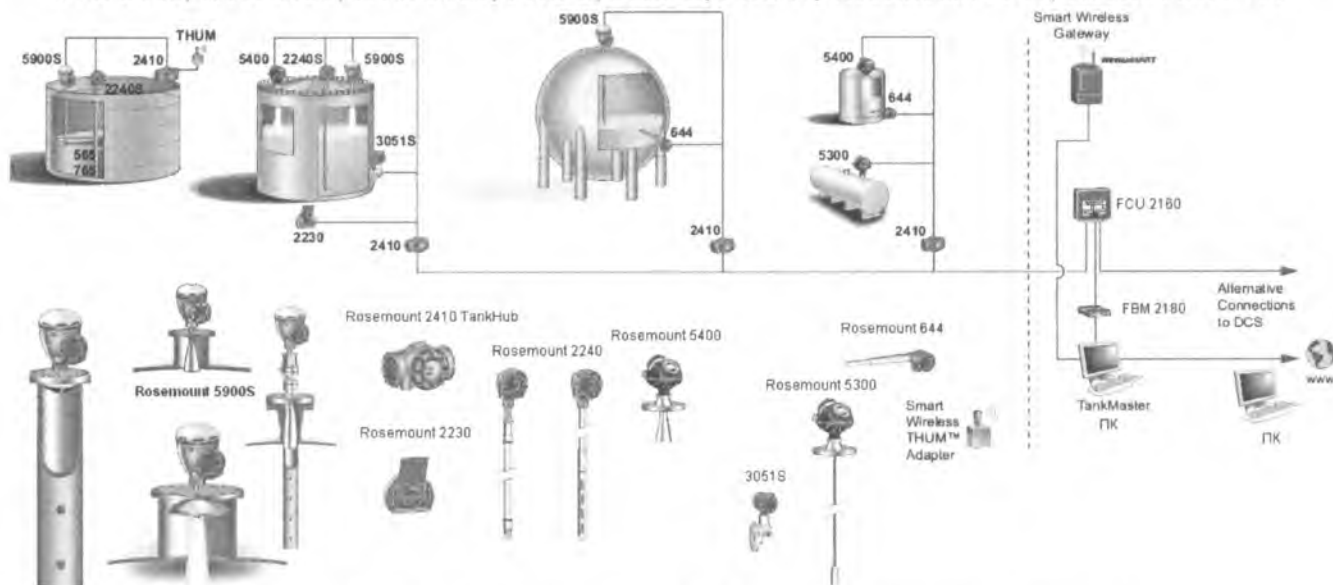 Smart Wireless
Gateway
THUM
5900S
2410
5400
2240S
5900S
5900S
5400
2240S
644
565
765
3051S
644
5300
2230
2410
2410
2410
FCU 2160
FBM 2180
Alternative
Connections
to DCS
www
TankMaster
ПК
ПК
Rosemount 5900S
Rosemount 2410 TankHub
Rosemount 2230
Rosemount 2240
Rosemount 5400
3051S
Rosemount 644
Rosemount 5300
Smart
Wireless
THUM™
Adapter